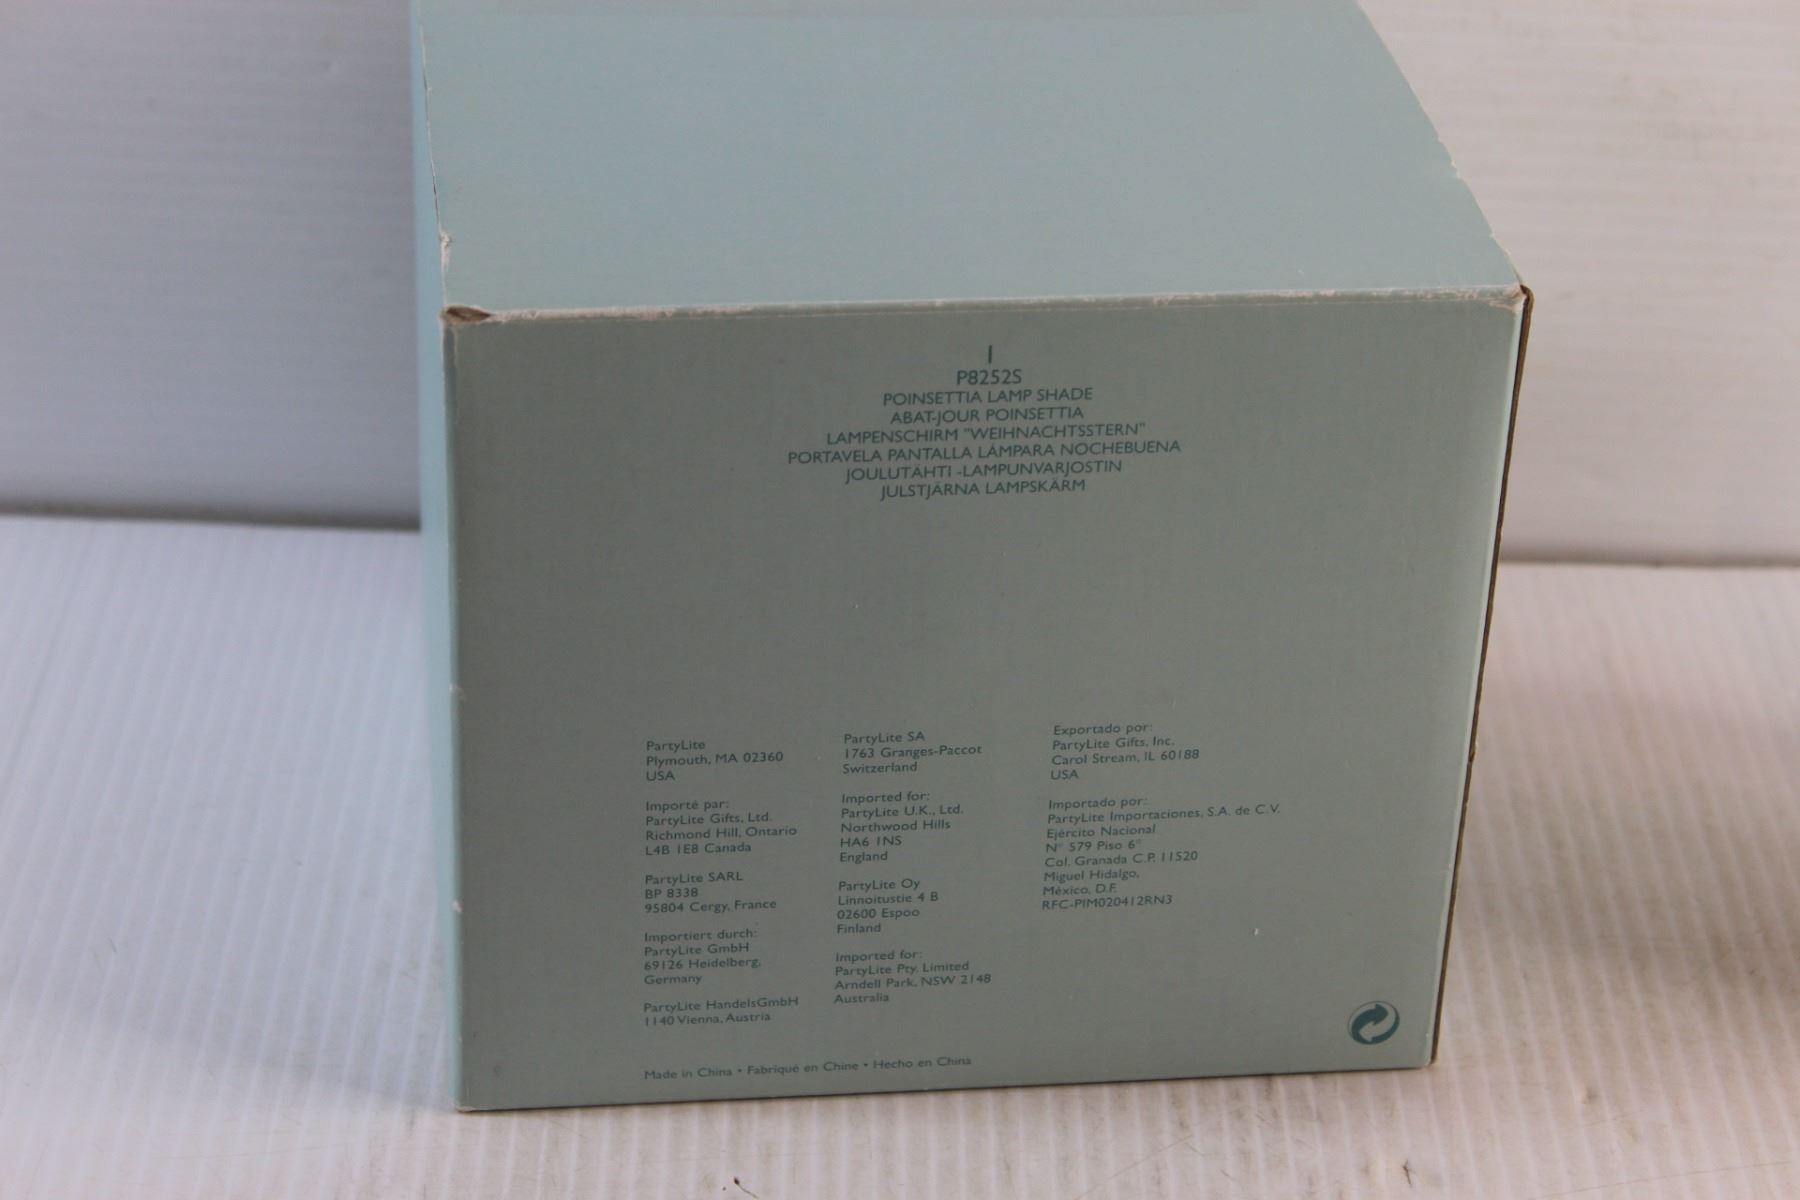 1
P8252S
POINSETTIA LAMP SHADE
ABAT-JOUR POINSETTIA
LAMPENSCHIRM "WEIHNACHTSSTERN"
PORTAVELA PANTALLA LÁMPARA NOCHEBUENA
JOULUTÄHTI -LAMPUNVARJOSTIN
JULSTJÄRNA LAMPSKÄRM
PartyLite
Plymouth, MA 02360
USA
Importé par:
PartyLite Gifts, Ltd.
Richmond Hill, Ontario
L4B 1E8 Canada
PartyLite SARL
BP 8338
95804 Cergy, France
Importiert durch:
PartyLite GmbH
69126 Heidelberg,
Germany
PartyLite HandelsGmbH
1140 Vienna, Austria
PartyLite SA
1763 Granges-Paccot
Switzerland
Imported for:
PartyLite U.K., Ltd.
Northwood Hills
HA6 1NS
England
PartyLite Oy
Linnoitustie 4 B
02600 Espoo
Finland
Imported for:
PartyLite Pty. Limited
Arndell Park, NSW 2148
Australia
Exportado por:
PartyLite Gifts, Inc.
Carol Stream, IL 60188
USA
Importado por:
PartyLite Importaciones, S.A. de C.V.
Ejército Nacional
N° 579 Piso 6°
Col. Granada C.P. 11520
Miguel Hidalgo,
México, D.F.
RFC-PIM020412RN3
Made in China • Fabriqué en Chine • Hecho en China